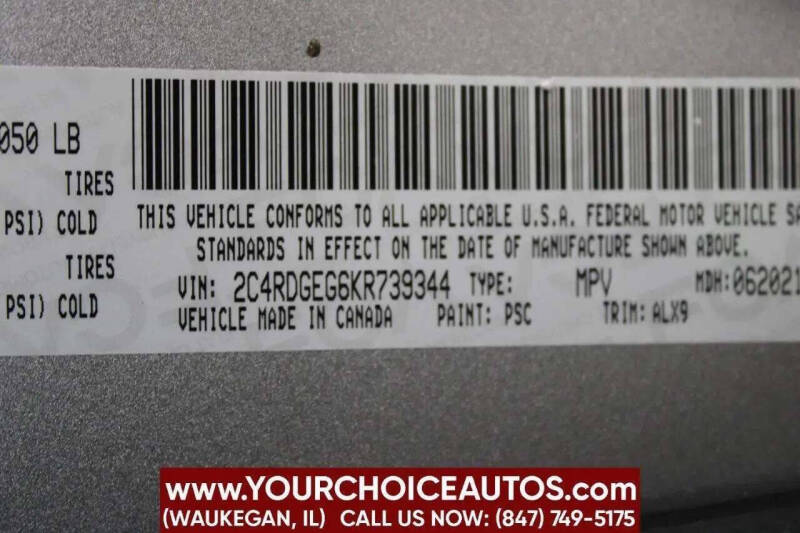 050 LB
TIRES
PSI) COLD
TIRES
PSI) COLD
THIS VEHICLE CONFORMS TO ALL APPLICABLE U.S.A. FEDERAL MOTOR VEHICLE SA
STANDARDS IN EFFECT ON THE DATE OF MANUFACTURE SHOWN ABOVE.
VIN: 2C4RDGEG6KR739344 TYPE: MPV MDH:062021
VEHICLE MADE IN CANADA PAINT: PSC TRIM: ALX9
WWW.YOURCHOICEAUTOS.COM
(WAUKEGAN, IL) CALL US NOW: (847) 749-5175